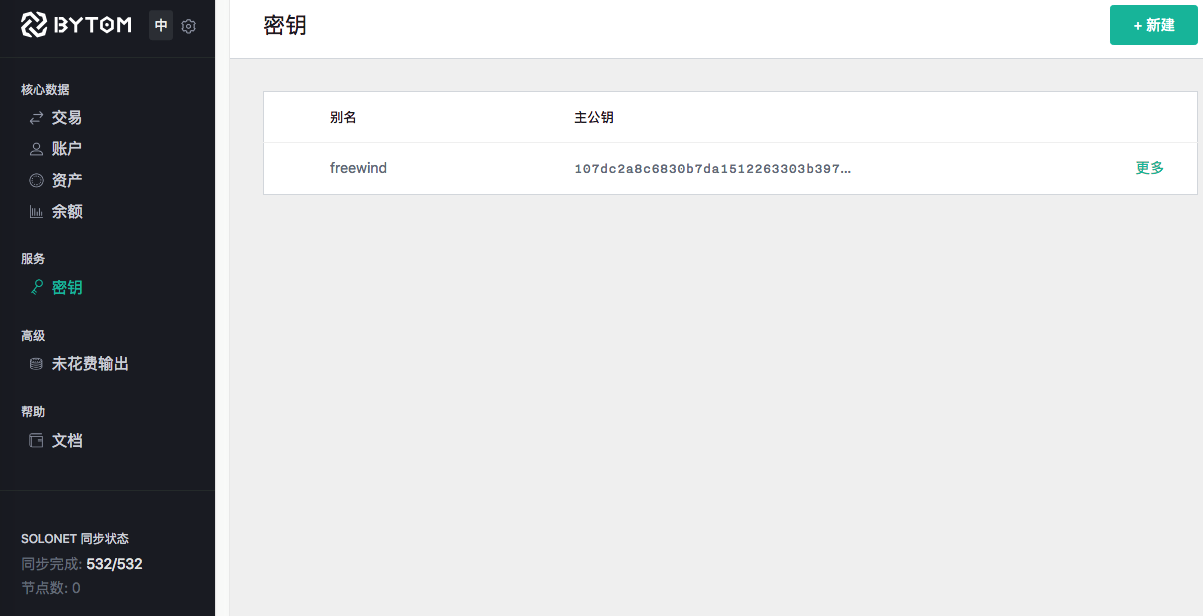 BYTOM 中
核心数据
交易
账户
资产
余额
服务
密钥
高级
未花费输出
帮助
文档
SOLONET 同步状态
同步完成: 532/532
节点数: 0
密钥
+ 新建
别名 主公钥
freewind 107dc2a8c6830b7da1512263303b397... 更多